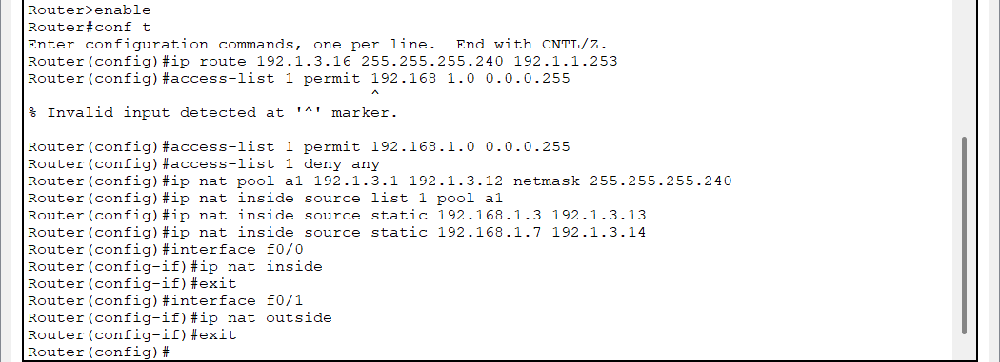 Router>enable
Router#conf t
Enter configuration commands, one per line.  End with CNTL/Z.
Router(config)#ip route 192.1.3.16 255.255.255.240 192.1.1.253
Router(config)#access-list 1 permit 192.168 1.0 0.0.0.255
^
% Invalid input detected at '^' marker.
Router(config)#access-list 1 permit 192.168.1.0 0.0.0.255
Router(config)#access-list 1 deny any
Router(config)#ip nat pool a1 192.1.3.1 192.1.3.12 netmask 255.255.255.240
Router(config)#ip nat inside source list 1 pool a1
Router(config)#ip nat inside source static 192.168.1.3 192.1.3.13
Router(config)#ip nat inside source static 192.168.1.7 192.1.3.14
Router(config)#interface f0/0
Router(config-if)#ip nat inside
Router(config-if)#exit
Router(config)#interface f0/1
Router(config-if)#ip nat outside
Router(config-if)#exit
Router(config)#